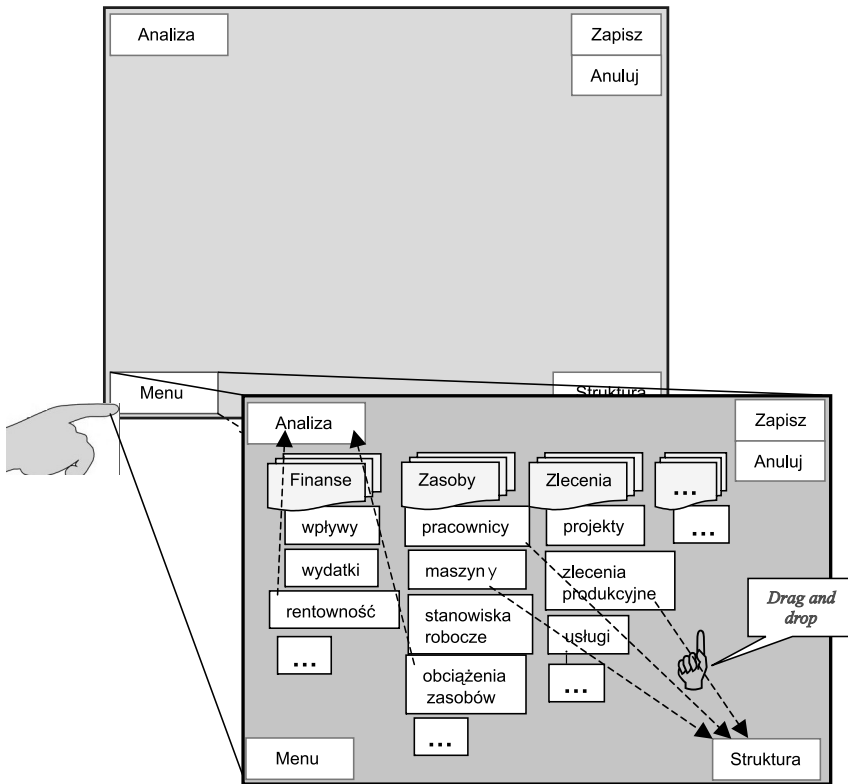 Analiza
Zapisz
Anuluj
Menu
Struktura
Analiza
Zapisz
Anuluj
Finanse
Zasoby
Zlecenia
...
wpływy
pracownicy
projekty
...
wydatki
maszyny
zlecenia
produkcyjne
rentowność
stanowiska
robocze
usługi
Drag and
drop
...
obciążenia
zasobów
...
...
Menu
Struktura